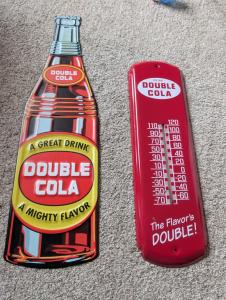 DOUBLE
COLA
A GREAT DRINK
DOUBLE
COLA
A MIGHTY FLAVOR
DOUBLE
COLA
120
110
100
90
80
70
60
50
40
30
20
10
0
-10
-20
-30
-40
-50
-60
-70
The Flavor's
DOUBLE!